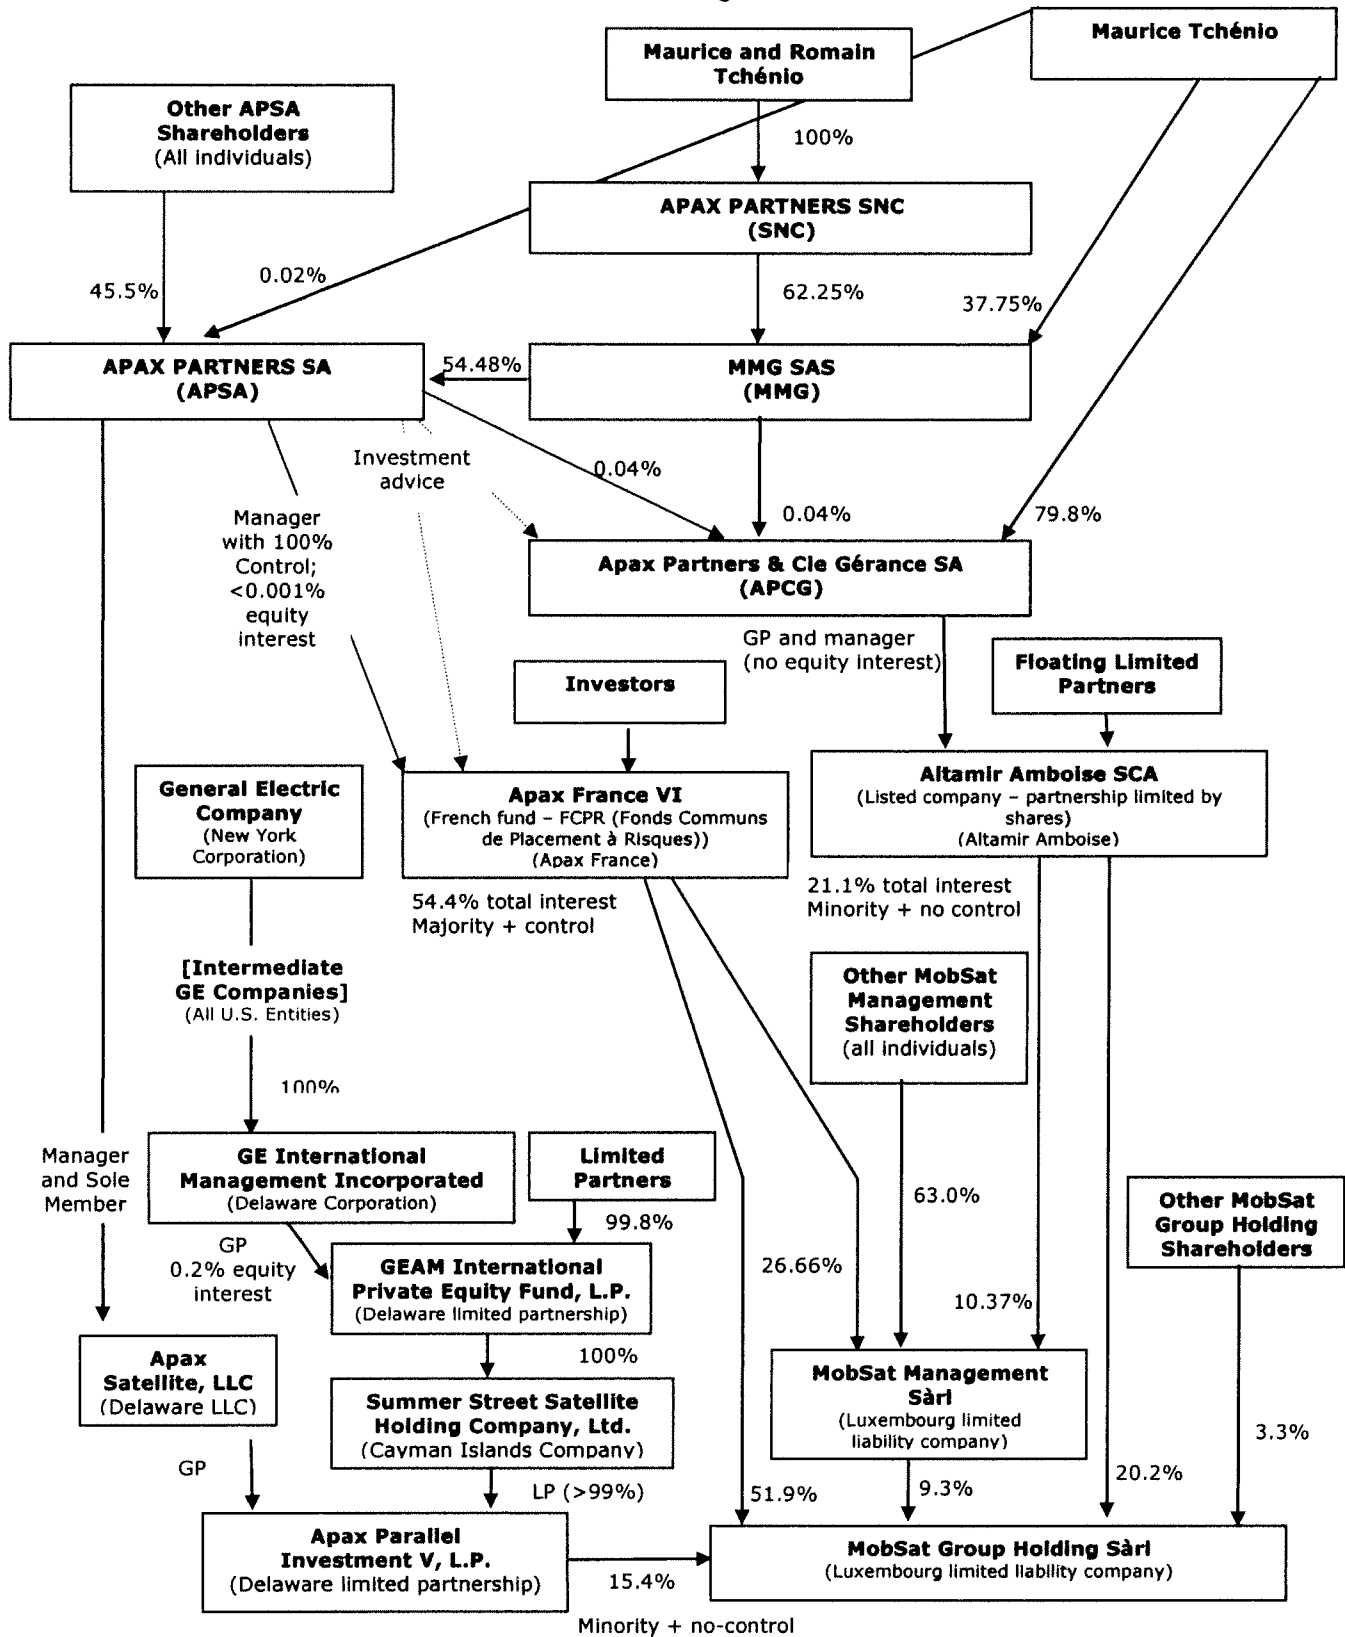 Maurice Tchénio
Maurice and Romain
Tchénio
Other APSA
Shareholders
(All individuals)
100%
APAX PARTNERS SNC
(SNC)
0.02%
45.5%
62.25%
37.75%
APAX PARTNERS SA
(APSA)
54.48%
MMG SAS
(MMG)
Investment
advice
0.04%
0.04%
79.8%
Manager
with 100%
Control;
<0.001%
equity
interest
Apax Partners & Cie Gérance SA
(APCG)
GP and manager
(no equity interest)
Floating Limited
Partners
Investors
General Electric
Company
(New York
Corporation)
Apax France VI
(French fund – FCPR (Fonds Communs
de Placement à Risques))
(Apax France)
Altamir Amboise SCA
(Listed company – partnership limited by
shares)
(Altamir Amboise)
54.4% total interest
Majority + control
21.1% total interest
Minority + no control
[Intermediate
GE Companies]
(All U.S. Entities)
Other MobSat
Management
Shareholders
(all individuals)
100%
Manager
and Sole
Member
GE International
Management Incorporated
(Delaware Corporation)
Limited
Partners
63.0%
Other MobSat
Group Holding
Shareholders
99.8%
GP
0.2% equity
interest
GEAM International
Private Equity Fund, L.P.
(Delaware limited partnership)
26.66%
10.37%
100%
Apax
Satellite, LLC
(Delaware LLC)
Summer Street Satellite
Holding Company, Ltd.
(Cayman Islands Company)
MobSat Management
Sàrl
(Luxembourg limited
liability company)
3.3%
GP
LP (>99%)
51.9%
9.3%
20.2%
Apax Parallel
Investment V, L.P.
(Delaware limited partnership)
15.4%
MobSat Group Holding Sàrl
(Luxembourg limited liability company)
Minority + no-control